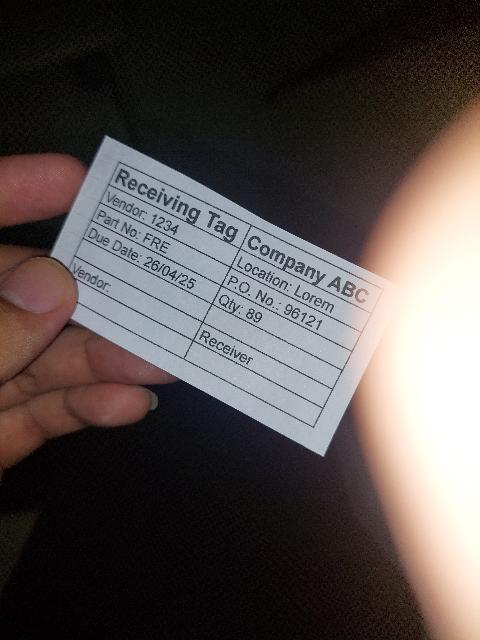 Receiving Tag
Company ABC
Vendor: 1234
Location: Lorem
Part No: FRE
P.O. No.: 96121
Due Date: 26/04/25
Qty: 89
Vendor:
Receiver